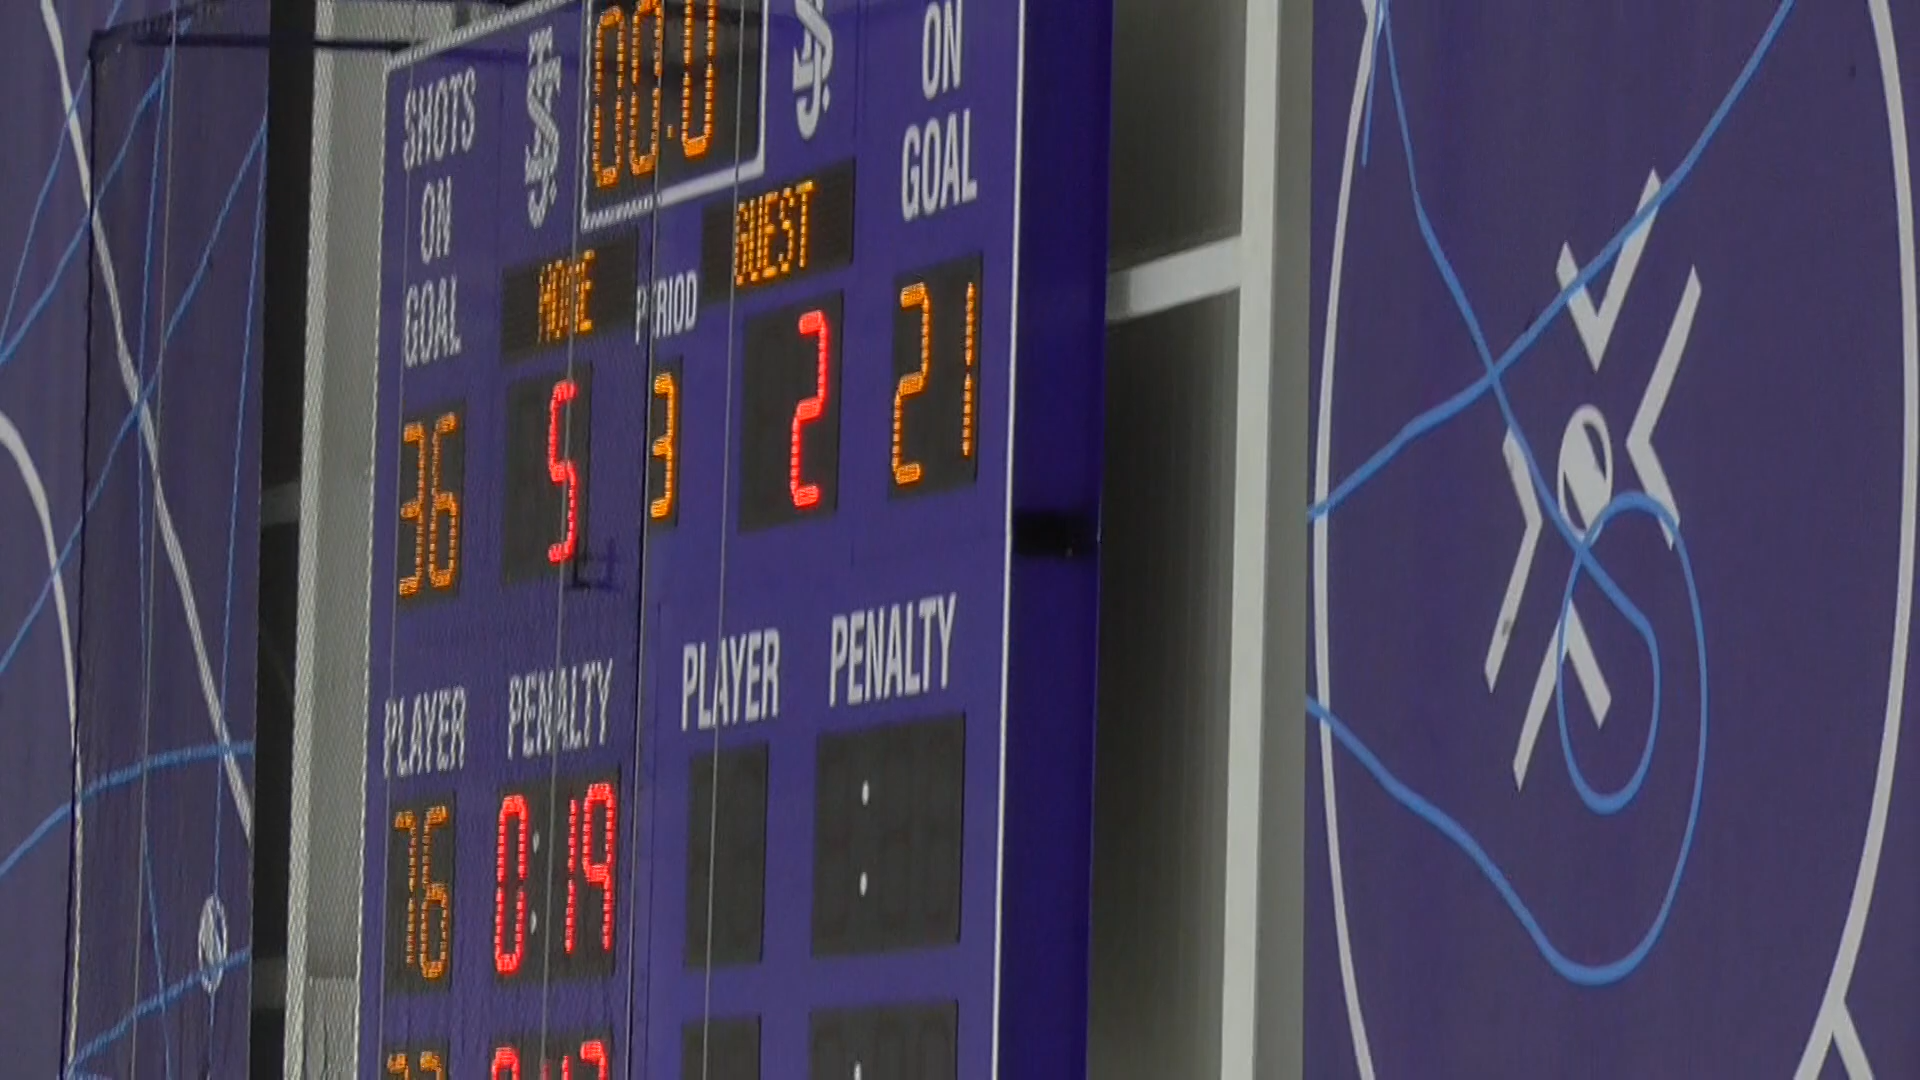 SHOTS
ON
GOAL
00.0
ON
GOAL
HOME
PERIOD
GUEST
36
5
3
2
21
PLAYER
PENALTY
PLAYER
PENALTY
76
0:19
: